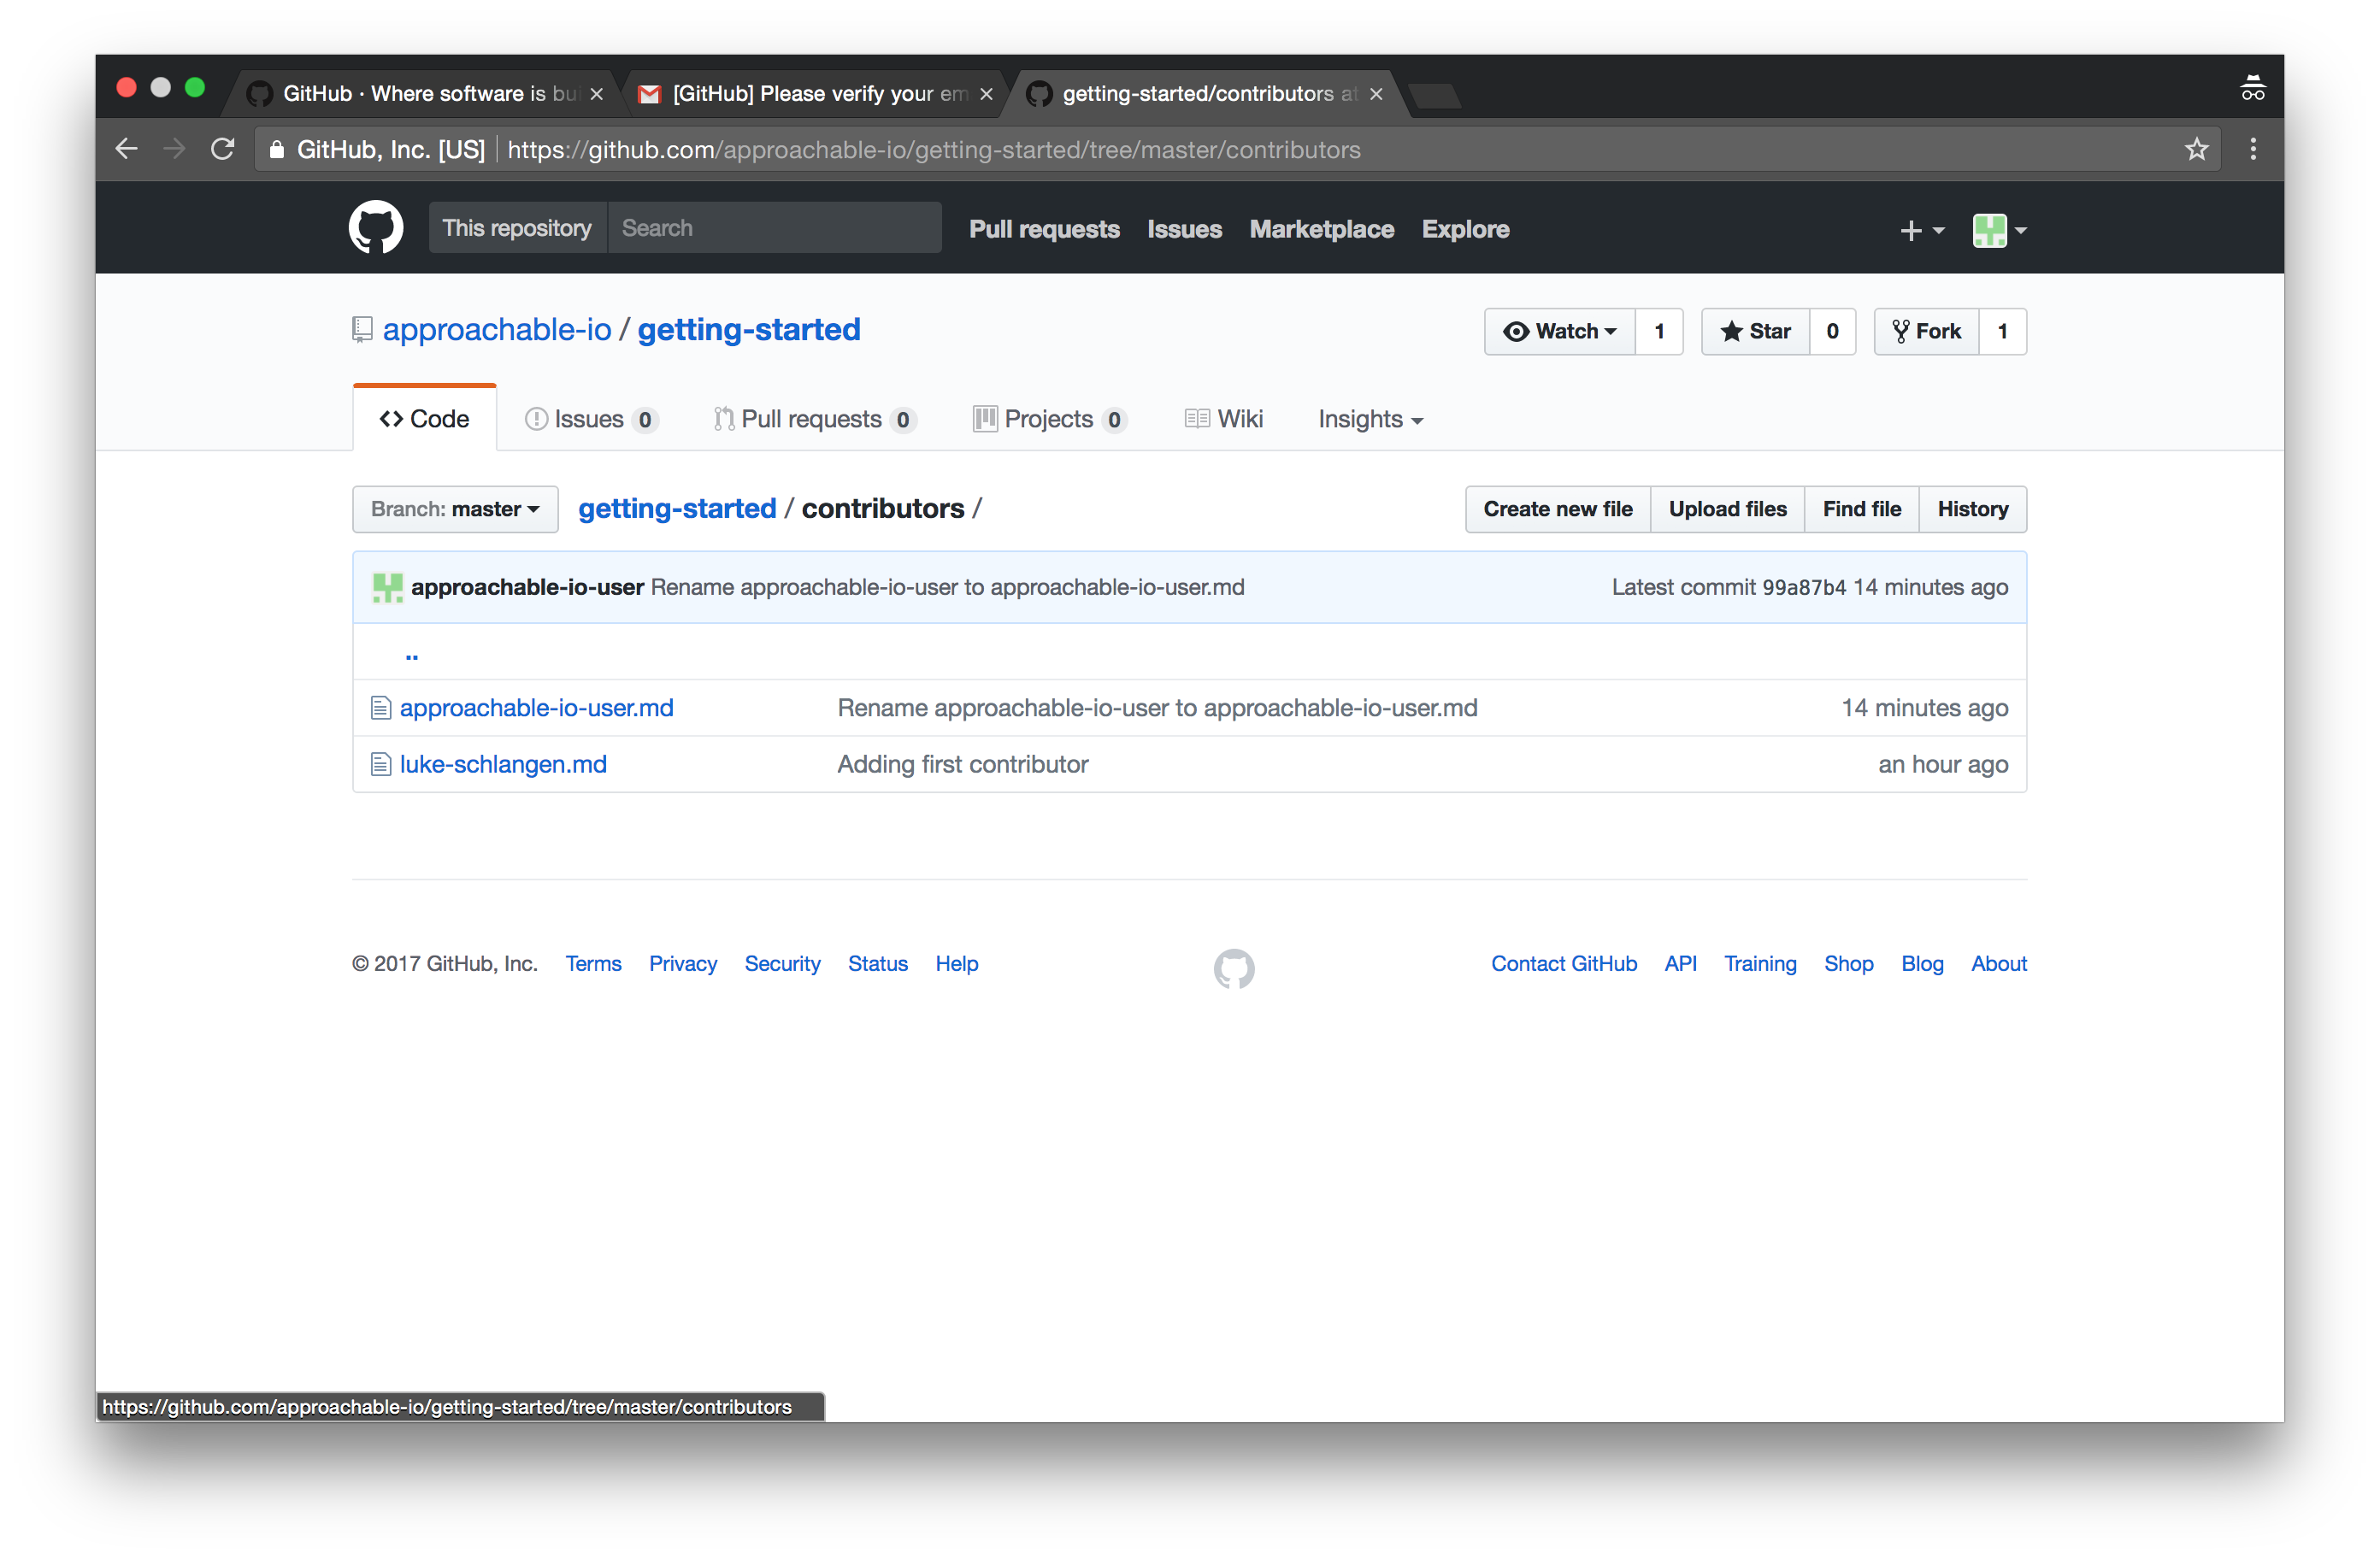 GitHub · Where software is bui
[GitHub] Please verify your em
getting-started/contributors at
GitHub, Inc. [US] https://github.com/approachable-io/getting-started/tree/master/contributors
This repository Search Pull requests Issues Marketplace Explore
approachable-io / getting-started
Watch 1 Star 0 Fork 1
Code Issues 0 Pull requests 0 Projects 0 Wiki Insights
Branch: master getting-started / contributors /
Create new file Upload files Find file History
approachable-io-user Rename approachable-io-user to approachable-io-user.md Latest commit 99a87b4 14 minutes ago
..
approachable-io-user.md Rename approachable-io-user to approachable-io-user.md 14 minutes ago
luke-schlangen.md Adding first contributor an hour ago
© 2017 GitHub, Inc. Terms Privacy Security Status Help
Contact GitHub API Training Shop Blog About
https://github.com/approachable-io/getting-started/tree/master/contributors